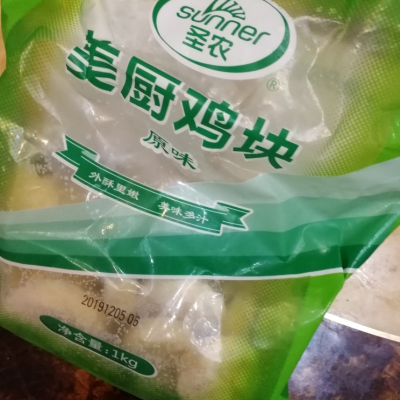 sunner
圣农
®
美厨鸡块
原味
外酥里嫩 美味多汁
20191205 05
净含量:1kg